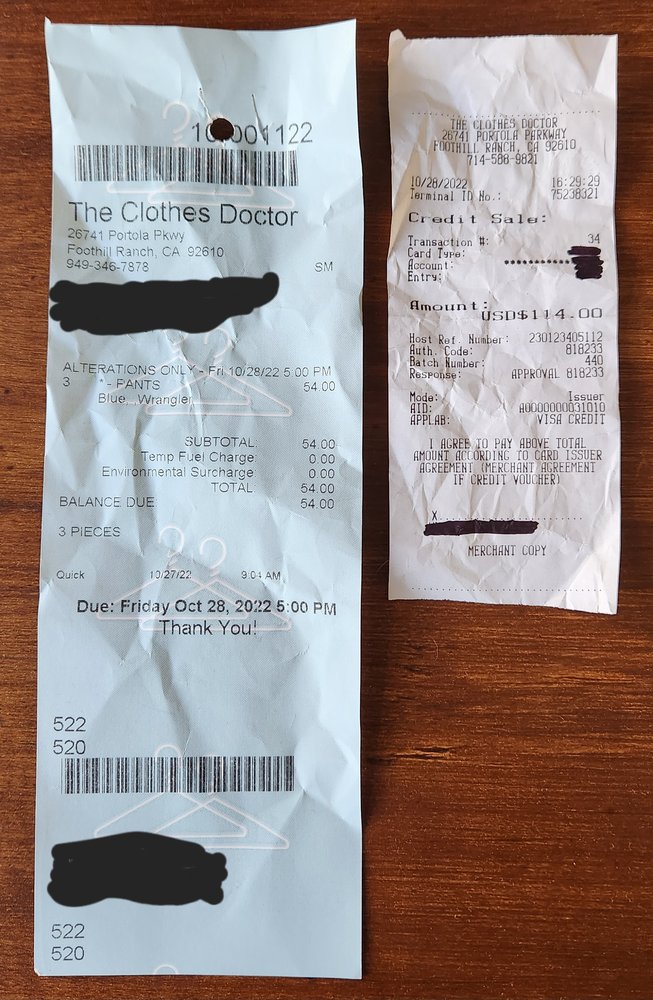 10 001122
The Clothes Doctor
26741 Portola Pkwy
Foothill Ranch, CA 92610
949-346-7878 SM
ALTERATIONS ONLY - Fri 10/28/22 5:00 PM
3 * - PANTS 54.00
Blue, ,Wrangler
SUBTOTAL: 54.00
Temp Fuel Charge 0.00
Environmental Surcharge 0.00
TOTAL: 54.00
BALANCE DUE: 54.00
3 PIECES
Quick 10/27/22 9:04 AM
Due: Friday Oct 28, 2022 5:00 PM
Thank You!
522
520
522
520
THE CLOTHES DOCTOR
26741 PORTOLA PARKWAY
FOOTHILL RANCH, CA 92610
714-588-9821
10/28/2022 16:29:29
Terminal ID No.: 75238321
Credit Sale:
Transaction #: 34
Card Type:
Account: ************
Entry:
Amount:
USD$114.00
Host Ref. Number: 230123405112
Auth. Code: 818233
Batch Number: 440
Response: APPROVAL 818233
Mode: Issuer
AID: A0000000031010
APPLAB: VISA CREDIT
I AGREE TO PAY ABOVE TOTAL
AMOUNT ACCORDING TO CARD ISSUER
AGREEMENT (MERCHANT AGREEMENT
IF CREDIT VOUCHER)
X
MERCHANT COPY